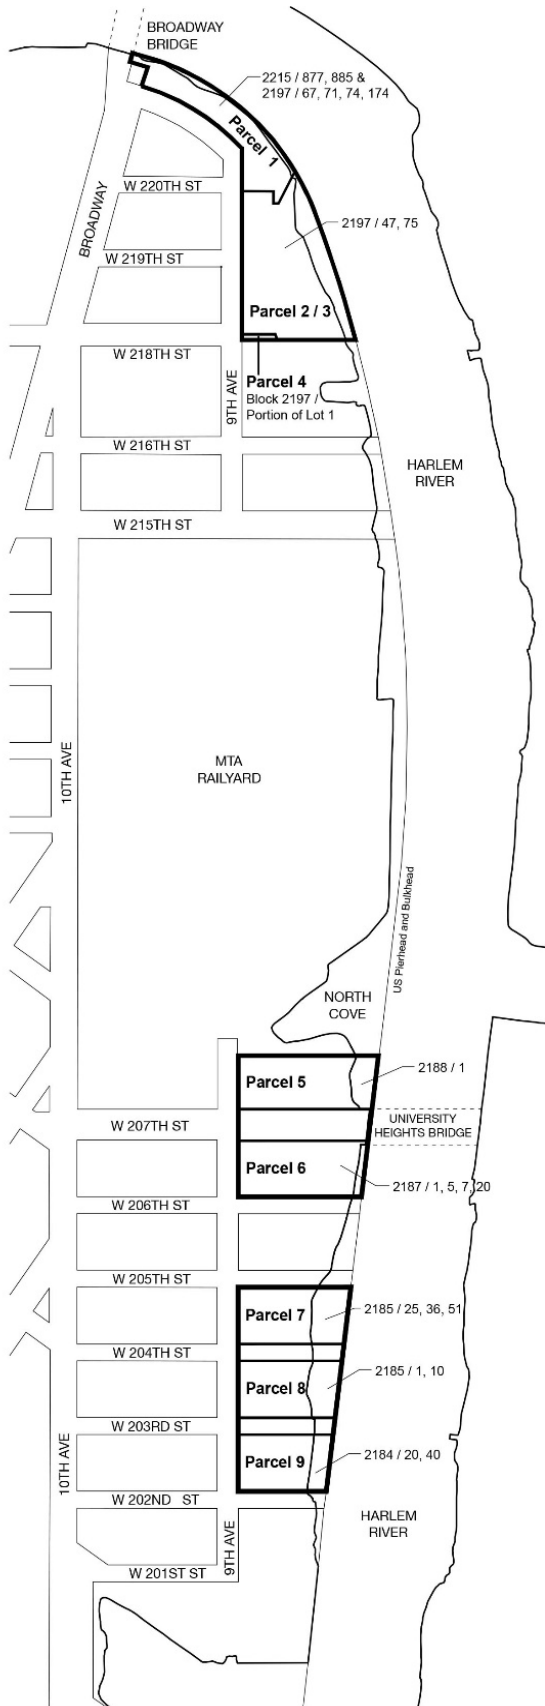 BROADWAY
BRIDGE
2215 / 877, 885 &
2197 / 67, 71, 74, 174
Parcel 1
W 220TH ST
BROADWAY
2197 / 47, 75
W 219TH ST
Parcel 2 / 3
W 218TH ST
9TH AVE
Parcel 4
Block 2197 /
Portion of Lot 1
W 216TH ST
HARLEM
RIVER
W 215TH ST
10TH AVE
MTA
RAILYARD
US Pierhead and Bulkhead
NORTH
COVE
Parcel 5
2188 / 1
W 207TH ST
UNIVERSITY
HEIGHTS BRIDGE
Parcel 6
2187 / 1, 5, 7, 20
W 206TH ST
W 205TH ST
Parcel 7
2185 / 25, 36, 51
W 204TH ST
Parcel 8
2185 / 1, 10
W 203RD ST
10TH AVE
Parcel 9
2184 / 20, 40
W 202ND ST
HARLEM
RIVER
9TH AVE
W 201ST ST